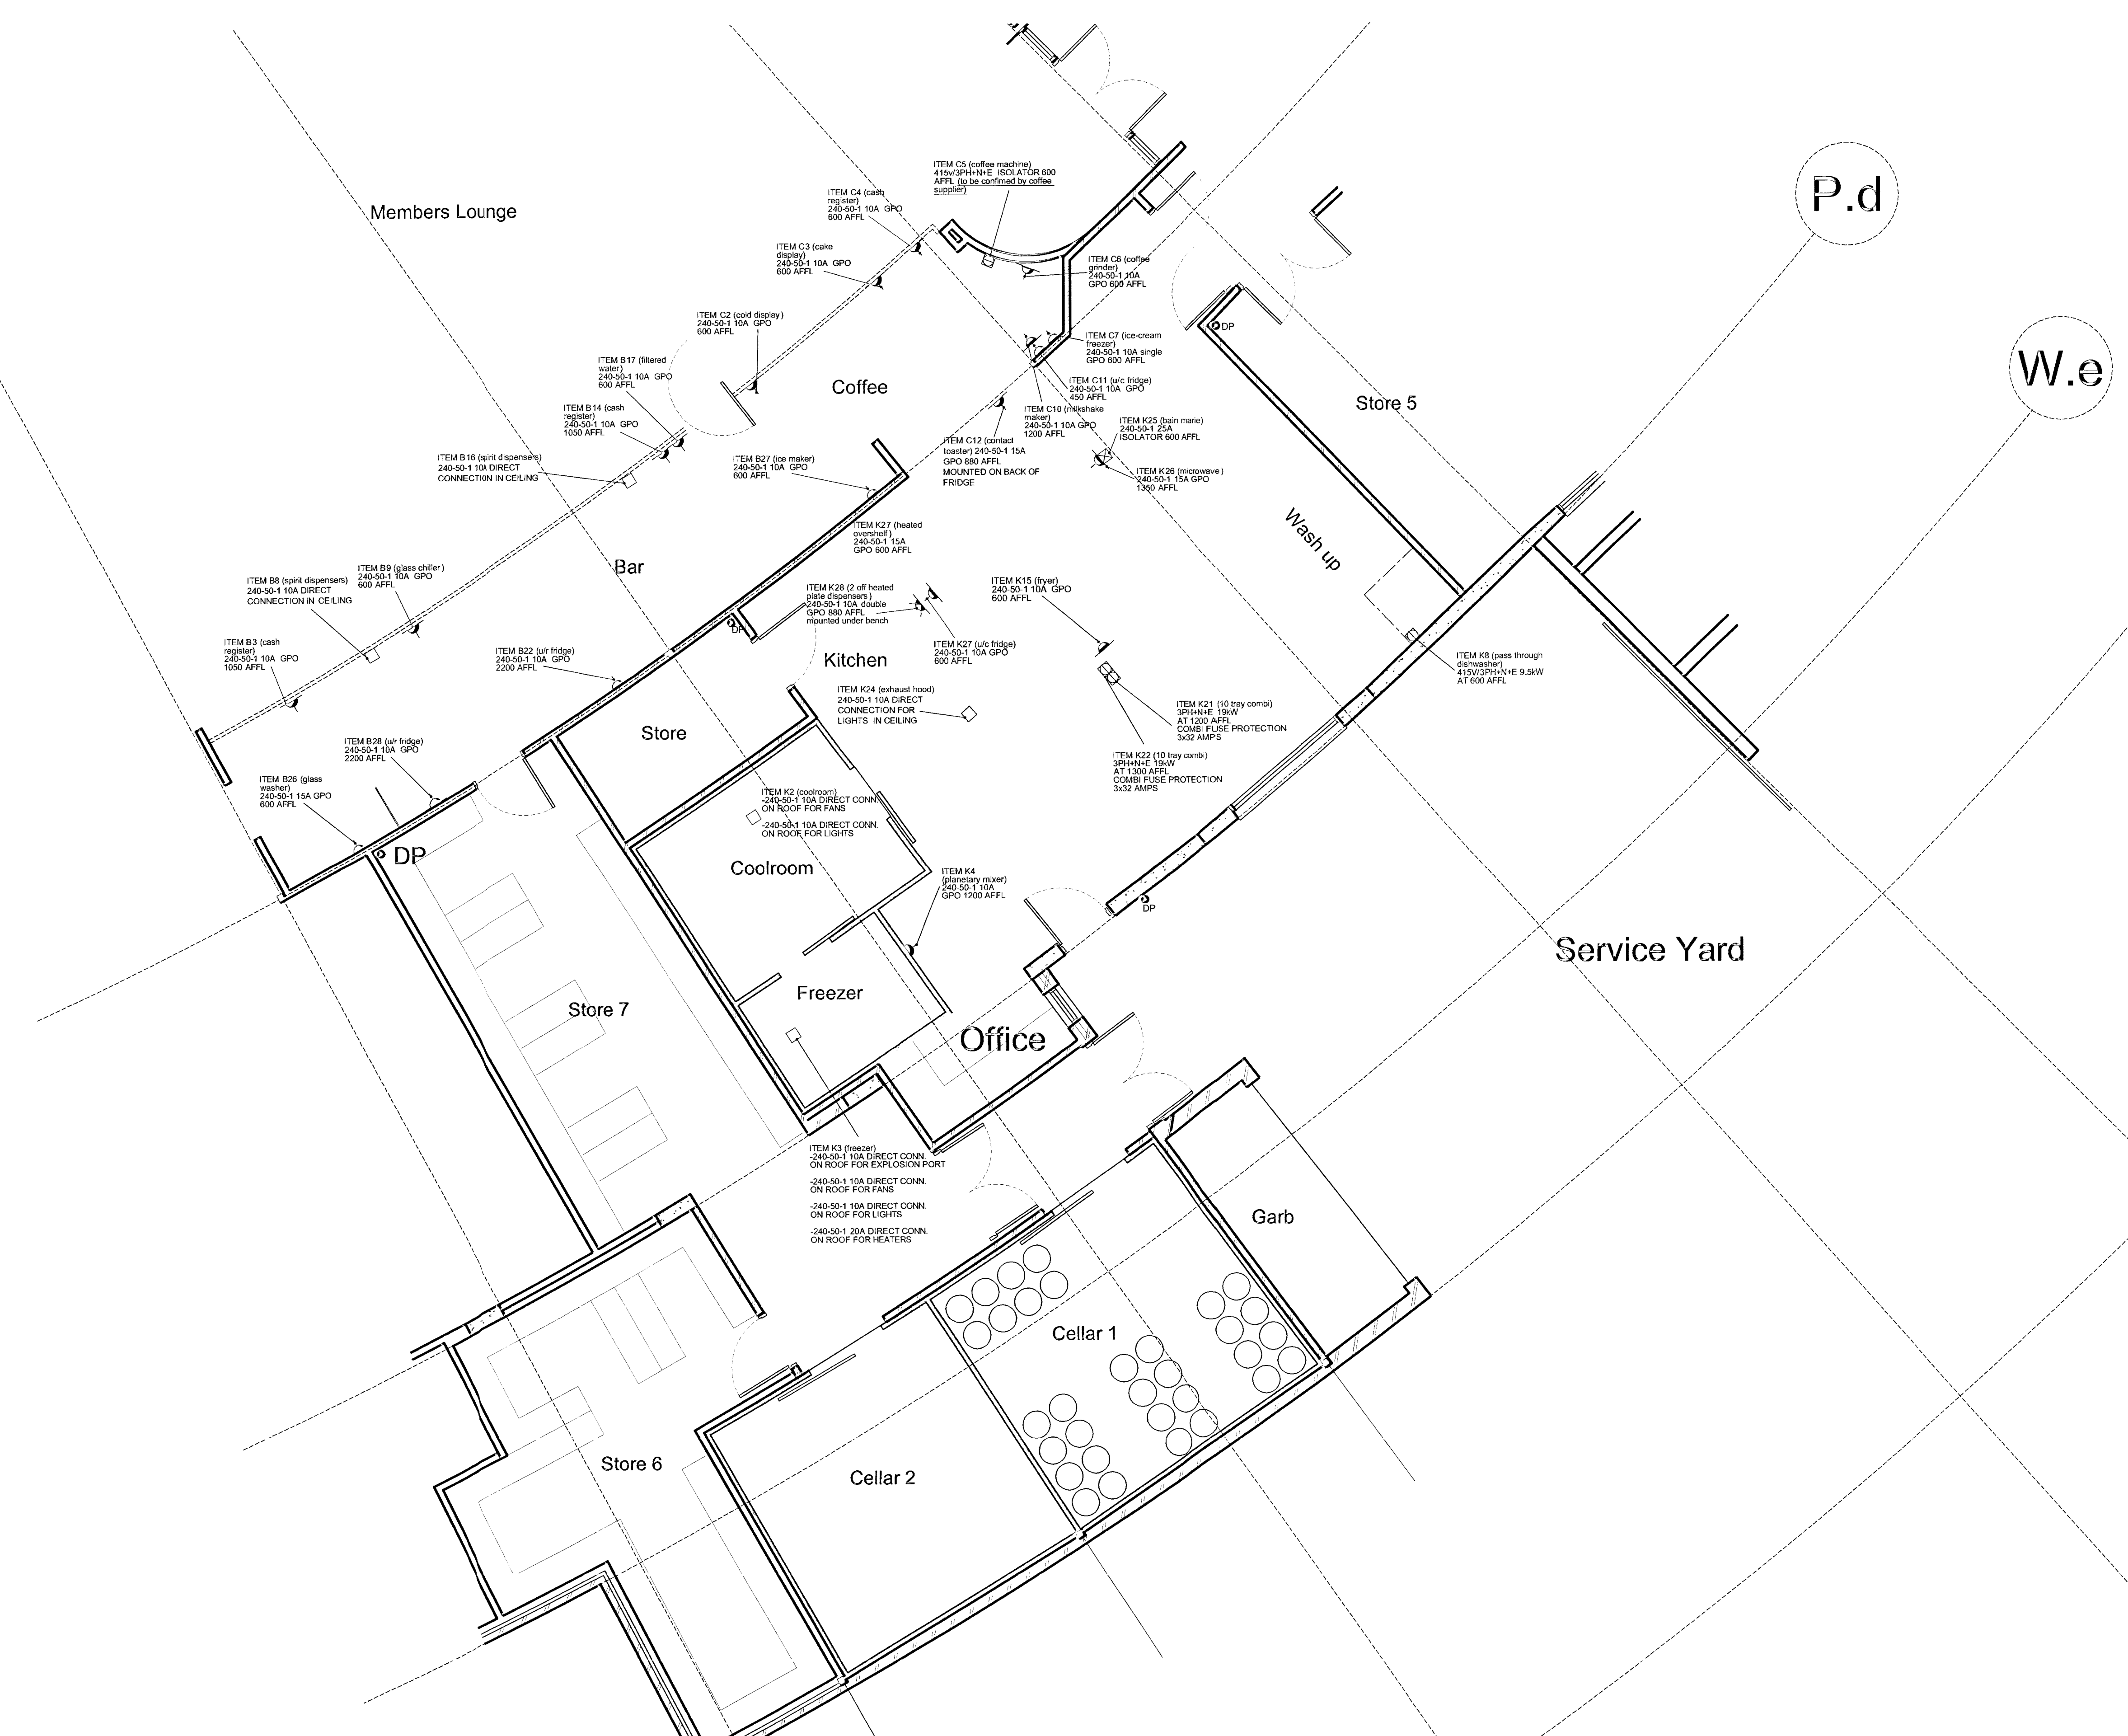 ITEM C5 (coffee machine)
415v/3PH+N+E ISOLATOR 600
AFFL (to be confimed by coffee
supplier)
P.d
ITEM C4 (cash
register)
240-50-1 10A GPO
600 AFFL
Members Lounge
ITEM C3 (cake
display)
240-50-1 10A GPO
600 AFFL
ITEM C6 (coffee
grinder)
240-50-1 10A
GPO 600 AFFL
ITEM C2 (cold display)
240-50-1 10A GPO
600 AFFL
DP
ITEM C7 (ice-cream
freezer)
240-50-1 10A single
GPO 600 AFFL
W.e
ITEM B17 (filtered
water)
240-50-1 10A GPO
600 AFFL
Coffee
ITEM C11 (u/c fridge)
240-50-1 10A GPO
450 AFFL
Store 5
ITEM B14 (cash
register)
240-50-1 10A GPO
1050 AFFL
ITEM C10 (milkshake
maker)
240-50-1 10A GPO
1200 AFFL
ITEM K25 (bain marie)
240-50-1 25A
ISOLATOR 600 AFFL
ITEM C12 (contact
toaster) 240-50-1 15A
GPO 880 AFFL
MOUNTED ON BACK OF
FRIDGE
ITEM B16 (spirit dispensers)
240-50-1 10A DIRECT
CONNECTION IN CEILING
ITEM B27 (ice maker)
240-50-1 10A GPO
600 AFFL
ITEM K26 (microwave)
240-50-1 15A GPO
1350 AFFL
ITEM K27 (heated
overshelf)
240-50-1 15A
GPO 600 AFFL
Wash up
Bar
ITEM B9 (glass chiller)
240-50-1 10A GPO
600 AFFL
ITEM B8 (spirit dispensers)
240-50-1 10A DIRECT
CONNECTION IN CEILING
ITEM K28 (2 off heated
plate dispensers)
240-50-1 10A double
GPO 880 AFFL
mounted under bench
ITEM K15 (fryer)
240-50-1 10A GPO
600 AFFL
DP
ITEM B3 (cash
register)
240-50-1 10A GPO
1050 AFFL
ITEM B22 (u/r fridge)
240-50-1 10A GPO
2200 AFFL
Kitchen
ITEM K27 (u/c fridge)
240-50-1 10A GPO
600 AFFL
ITEM K8 (pass through
dishwasher)
415V/3PH+N+E 9.5kW
AT 600 AFFL
ITEM K24 (exhaust hood)
240-50-1 10A DIRECT
CONNECTION FOR
LIGHTS IN CEILING
ITEM K21 (10 tray combi)
3PH+N+E 19kW
AT 1200 AFFL
COMBI FUSE PROTECTION
3x32 AMPS
Store
ITEM B28 (u/r fridge)
240-50-1 10A GPO
2200 AFFL
ITEM K22 (10 tray combi)
3PH+N+E 19kW
AT 1300 AFFL
COMBI FUSE PROTECTION
3x32 AMPS
ITEM B26 (glass
washer)
240-50-1 15A GPO
600 AFFL
ITEM K2 (coolroom)
-240-50-1 10A DIRECT CONN.
ON ROOF FOR FANS
-240-50-1 10A DIRECT CONN.
ON ROOF FOR LIGHTS
DP
Coolroom
ITEM K4
(planetary mixer)
240-50-1 10A
GPO 1200 AFFL
DP
Service Yard
Freezer
Store 7
Office
ITEM K3 (freezer)
-240-50-1 10A DIRECT CONN.
ON ROOF FOR EXPLOSION PORT
-240-50-1 10A DIRECT CONN.
ON ROOF FOR FANS
-240-50-1 10A DIRECT CONN.
ON ROOF FOR LIGHTS
-240-50-1 20A DIRECT CONN.
ON ROOF FOR HEATERS
Garb
Cellar 1
Store 6
Cellar 2